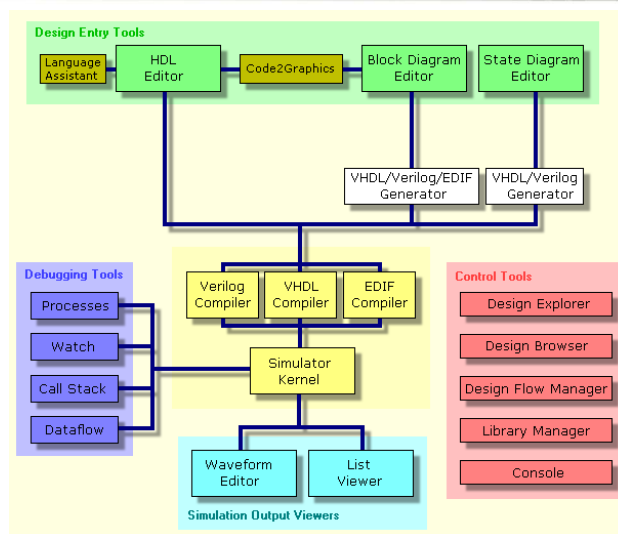 Design Entry Tools
Language
Assistant
HDL
Editor
Code2Graphics
Block Diagram
Editor
State Diagram
Editor
VHDL/Verilog/EDIF
Generator
VHDL/Verilog
Generator
Debugging Tools
Processes
Watch
Call Stack
Dataflow
Verilog
Compiler
VHDL
Compiler
EDIF
Compiler
Simulator
Kernel
Control Tools
Design Explorer
Design Browser
Design Flow Manager
Library Manager
Console
Waveform
Editor
List
Viewer
Simulation Output Viewers